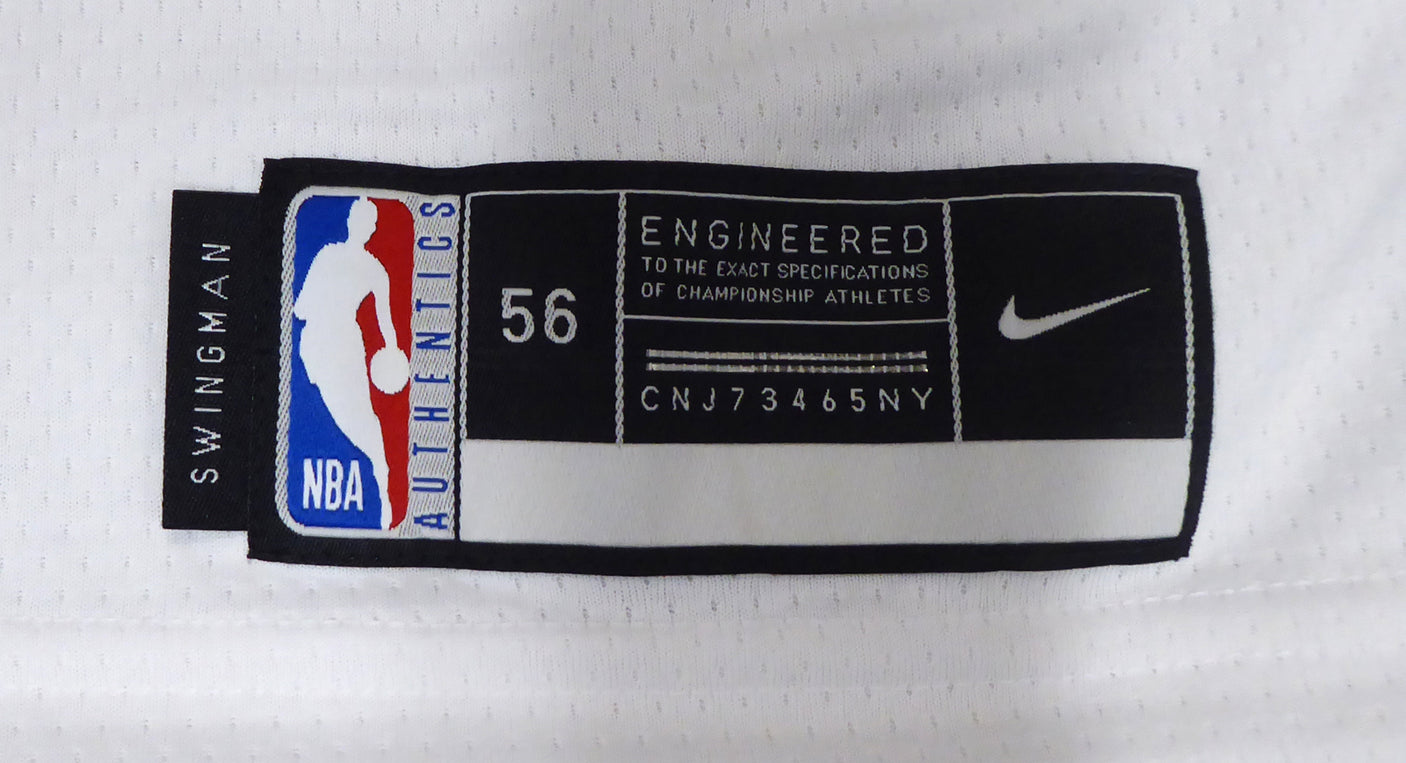 SWINGMAN
NBA
AUTHENTICS
56
ENGINEERED
TO THE EXACT SPECIFICATIONS
OF CHAMPIONSHIP ATHLETES
CNJ73465NY